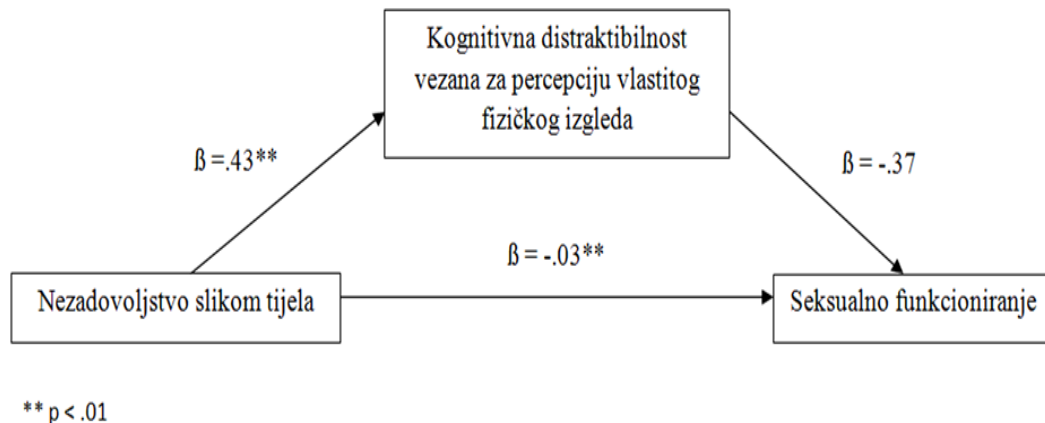 Kognitivna distraktibilnost
vezana za percepciju vlastitog
fizičkog izgleda
ß =.43**
ß = -.37
ß = -.03**
Nezadovoljstvo slikom tijela
Seksualno funkcioniranje
** p < .01